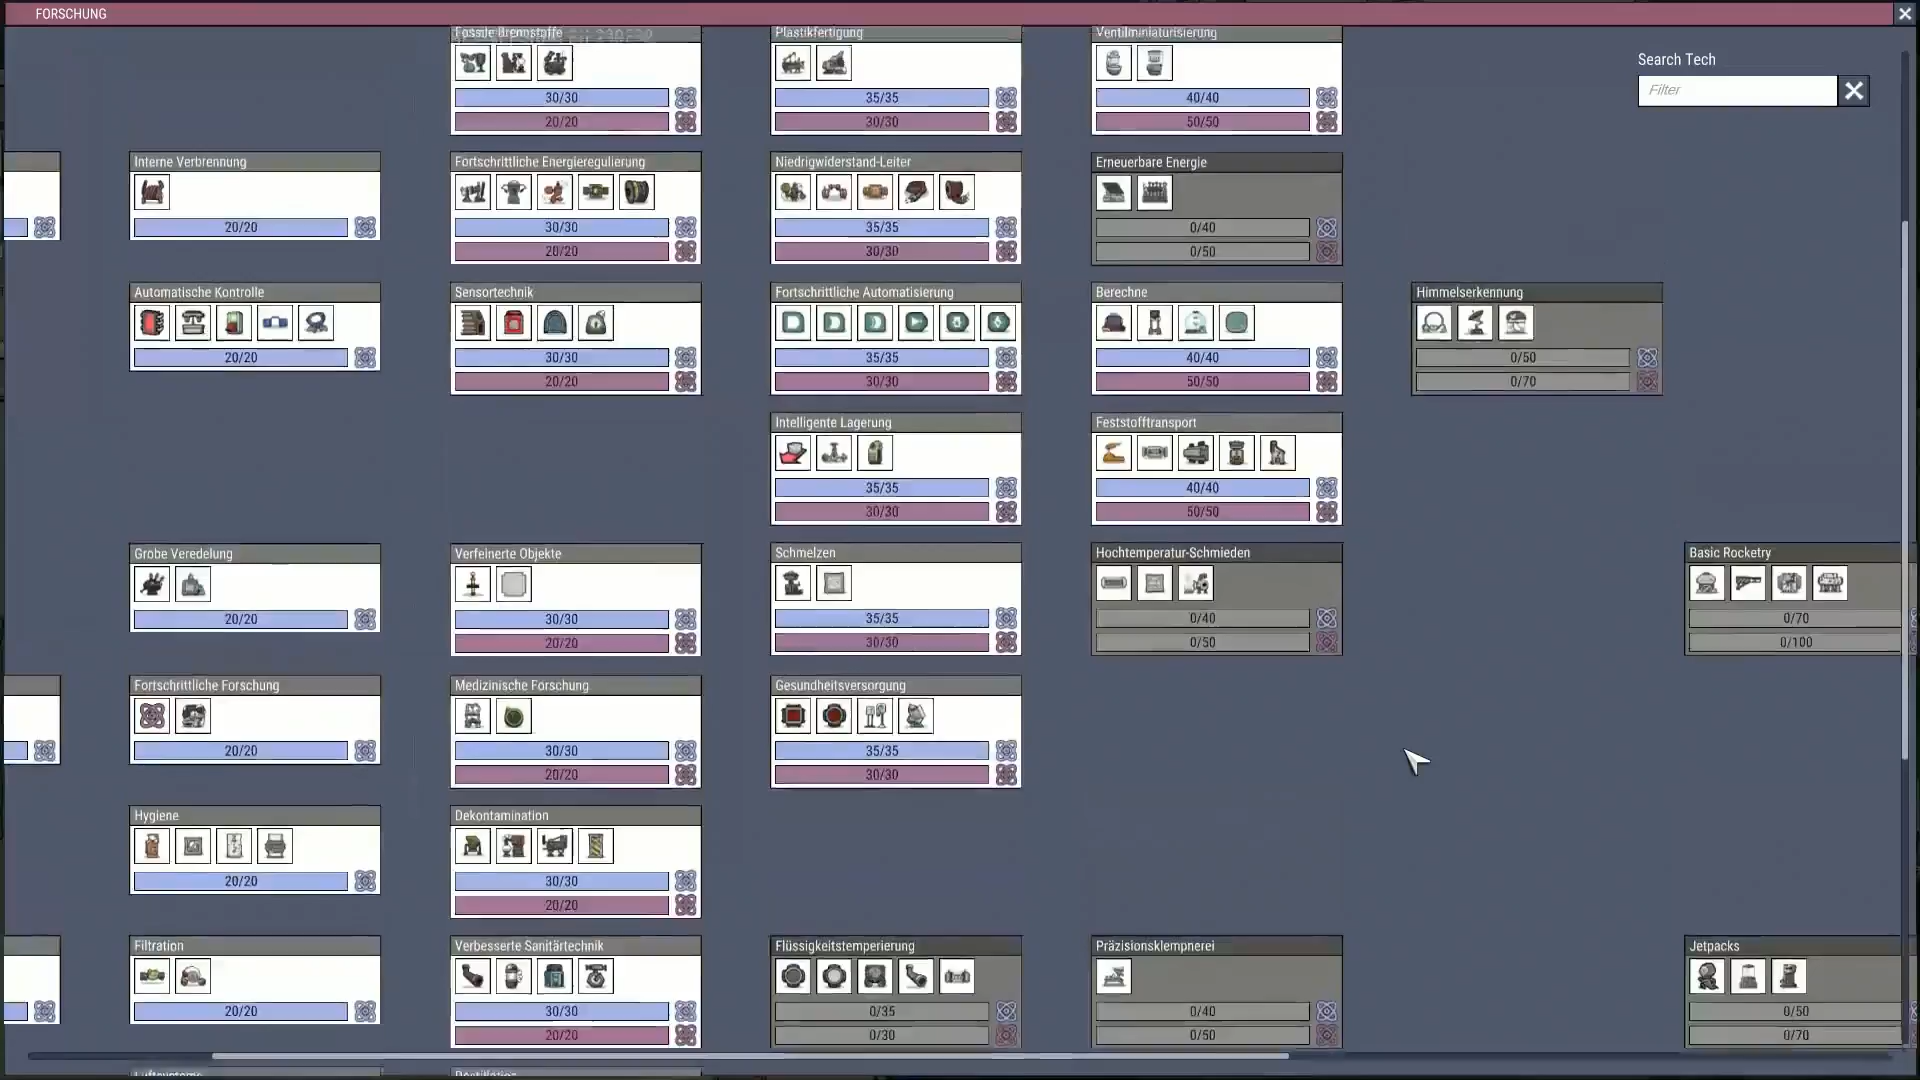 FORSCHUNG
Search Tech
Filter
Fossile Brennstoffe
30/30
20/20
Plastikfertigung
35/35
30/30
Ventilminiaturisierung
40/40
50/50
Interne Verbrennung
20/20
Fortschrittliche Energieregulierung
30/30
20/20
Niedrigwiderstand-Leiter
35/35
30/30
Erneuerbare Energie
0/40
0/50
Automatische Kontrolle
20/20
Sensortechnik
30/30
20/20
Fortschrittliche Automatisierung
35/35
30/30
Berechne
40/40
50/50
Himmelserkennung
0/50
0/70
Intelligente Lagerung
35/35
30/30
Feststofftransport
40/40
50/50
Grobe Veredelung
20/20
Verfeinerte Objekte
30/30
20/20
Schmelzen
35/35
30/30
Hochtemperatur-Schmieden
0/40
0/50
Basic Rocketry
0/70
0/100
Fortschrittliche Forschung
20/20
Medizinische Forschung
30/30
20/20
Gesundheitsversorgung
35/35
30/30
Hygiene
20/20
Dekontamination
30/30
20/20
Filtration
20/20
Verbesserte Sanitärtechnik
30/30
20/20
Flüssigkeitstemperierung
0/35
0/30
Präzisionsklempnerei
0/40
0/50
Jetpacks
0/50
0/70